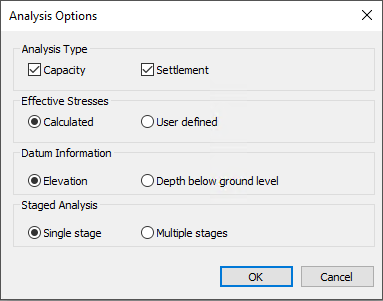 Analysis Options
Analysis Type
Capacity Settlement
Effective Stresses
Calculated User defined
Datum Information
Elevation Depth below ground level
Staged Analysis
Single stage Multiple stages
OK Cancel